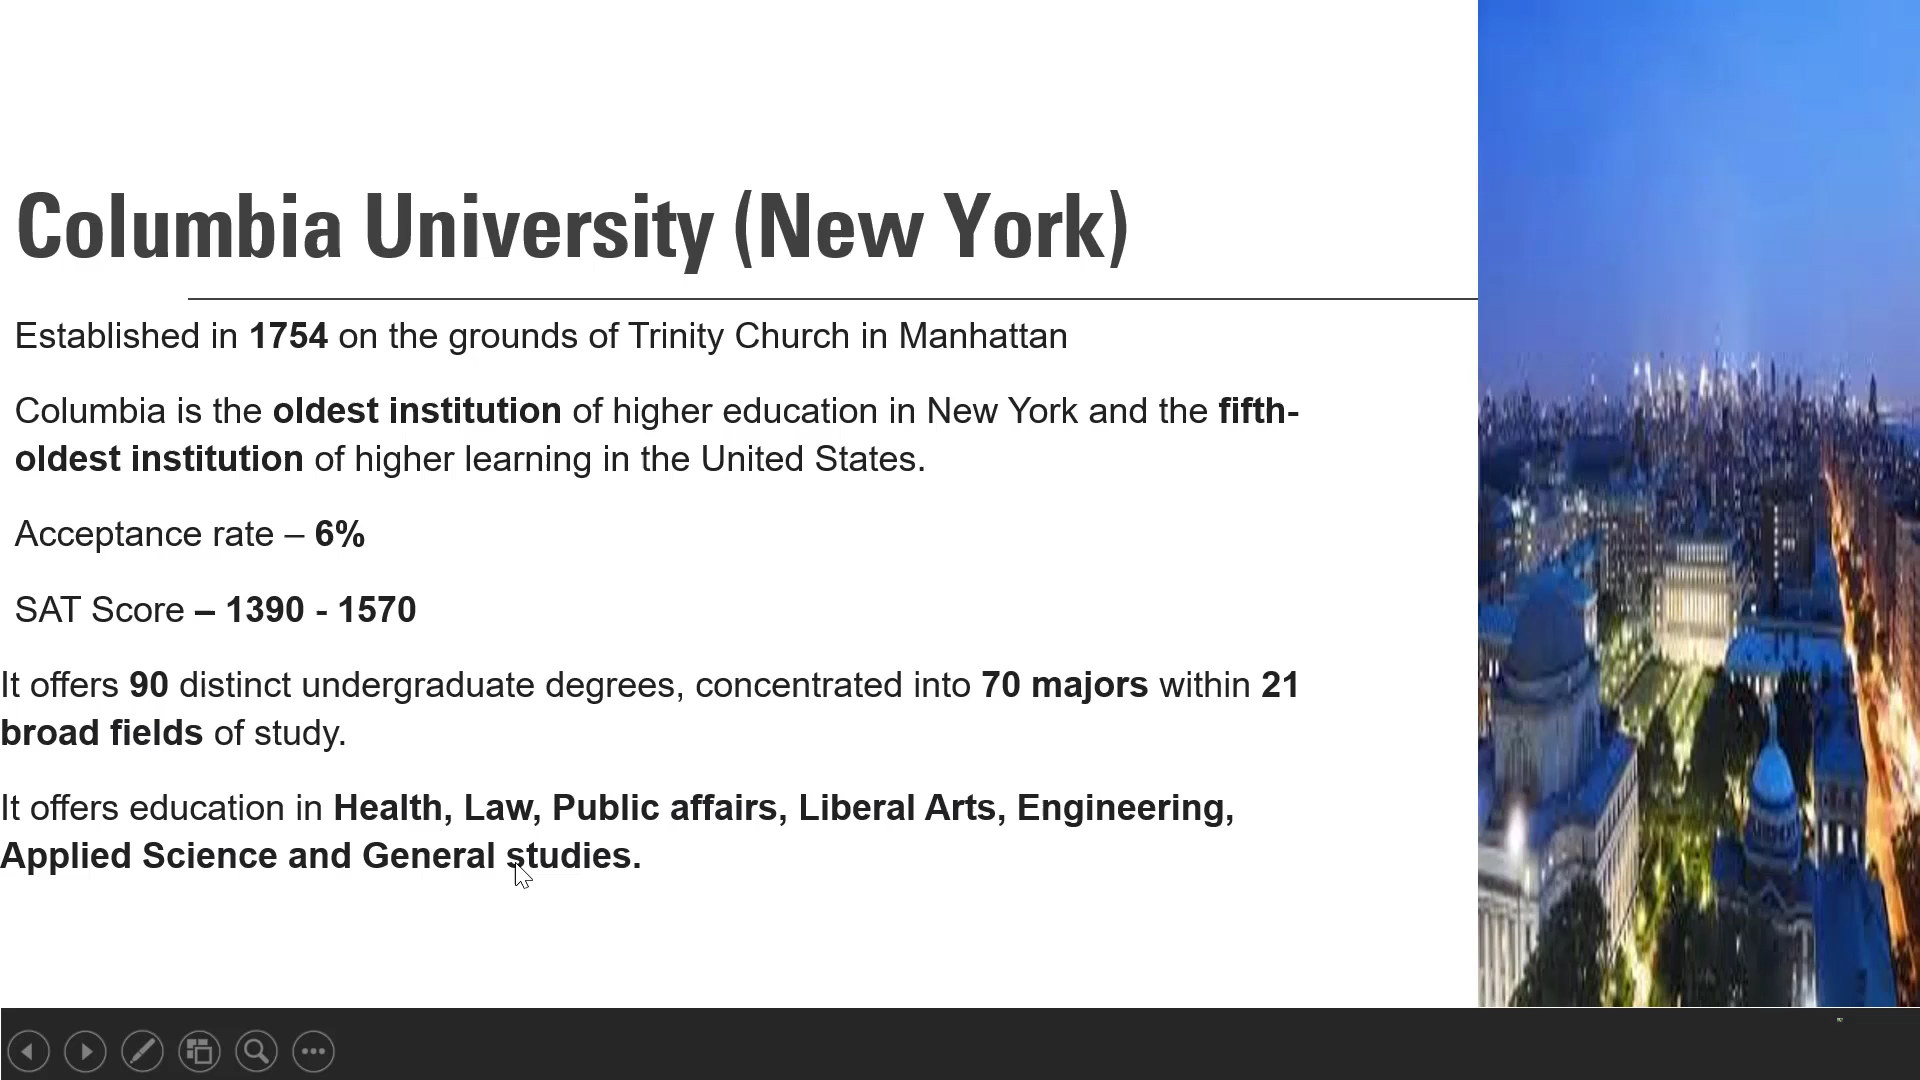 Columbia University (New York)
Established in 1754 on the grounds of Trinity Church in Manhattan
Columbia is the oldest institution of higher education in New York and the fifth-
oldest institution of higher learning in the United States.
Acceptance rate – 6%
SAT Score – 1390 - 1570
It offers 90 distinct undergraduate degrees, concentrated into 70 majors within 21
broad fields of study.
It offers education in Health, Law, Public affairs, Liberal Arts, Engineering,
Applied Science and General studies.